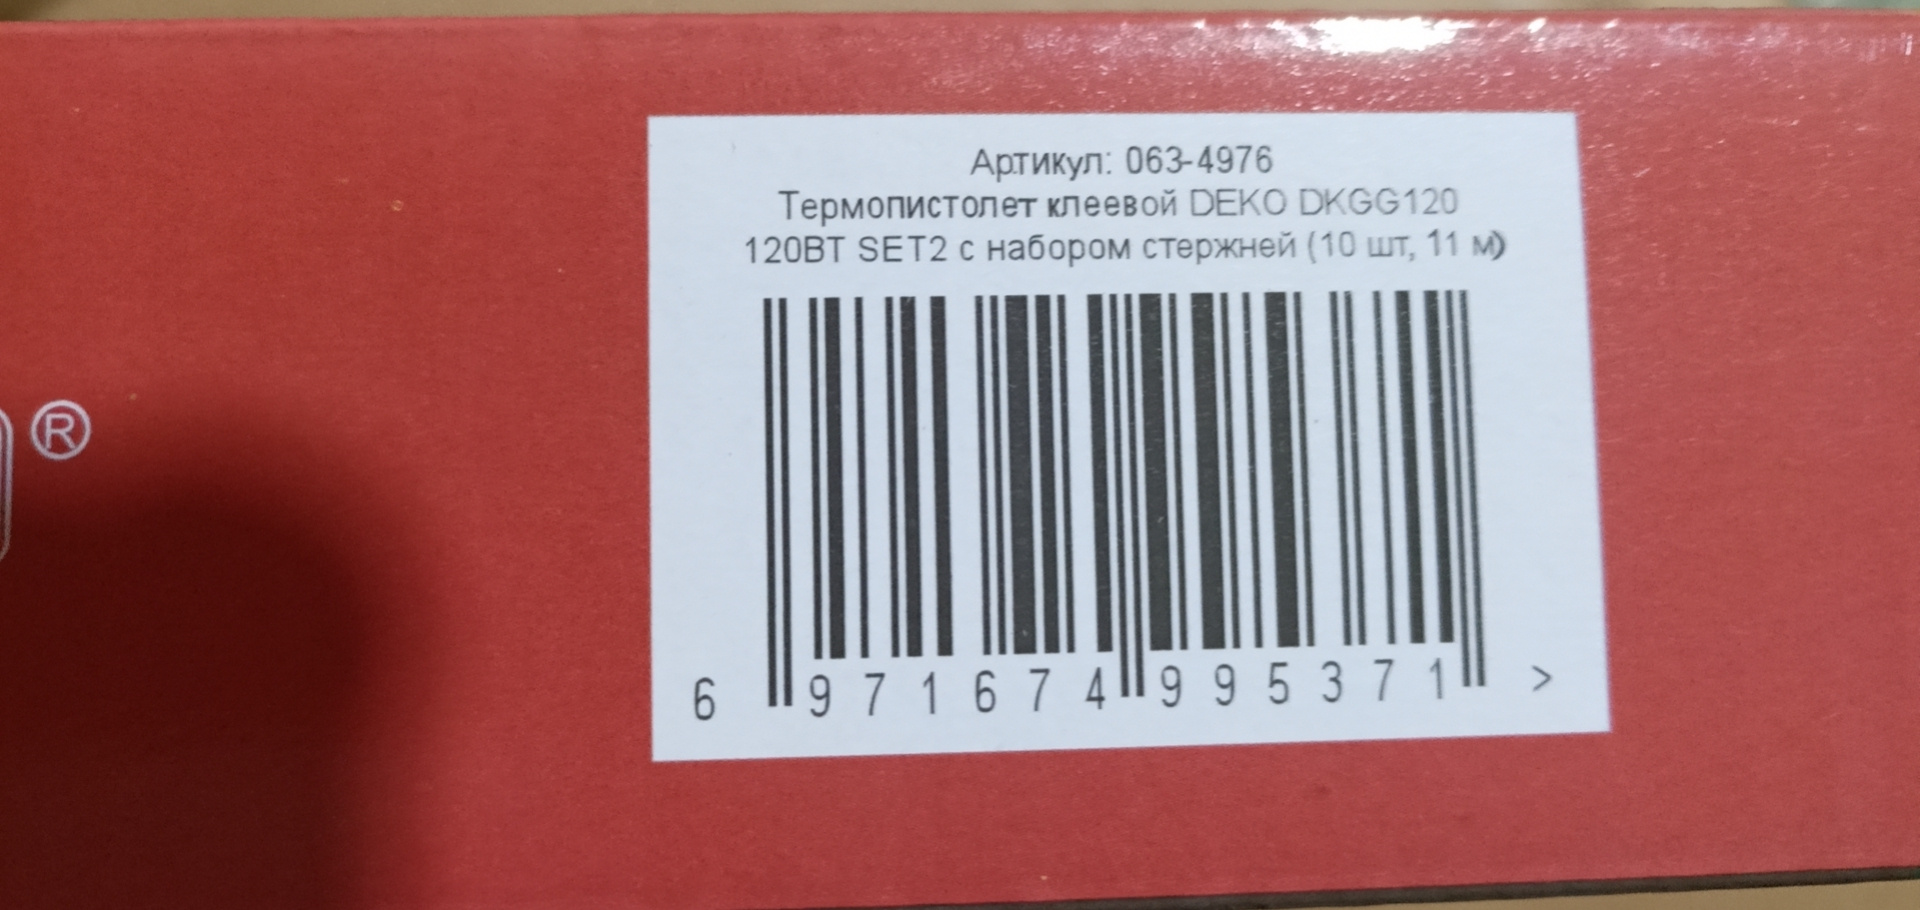 Артикул: 063-4976
Термопистолет клеевой DEKO DKGG120
120ВТ SET2 с набором стержней (10 шт, 11 м)
6 971674 995371 >
®